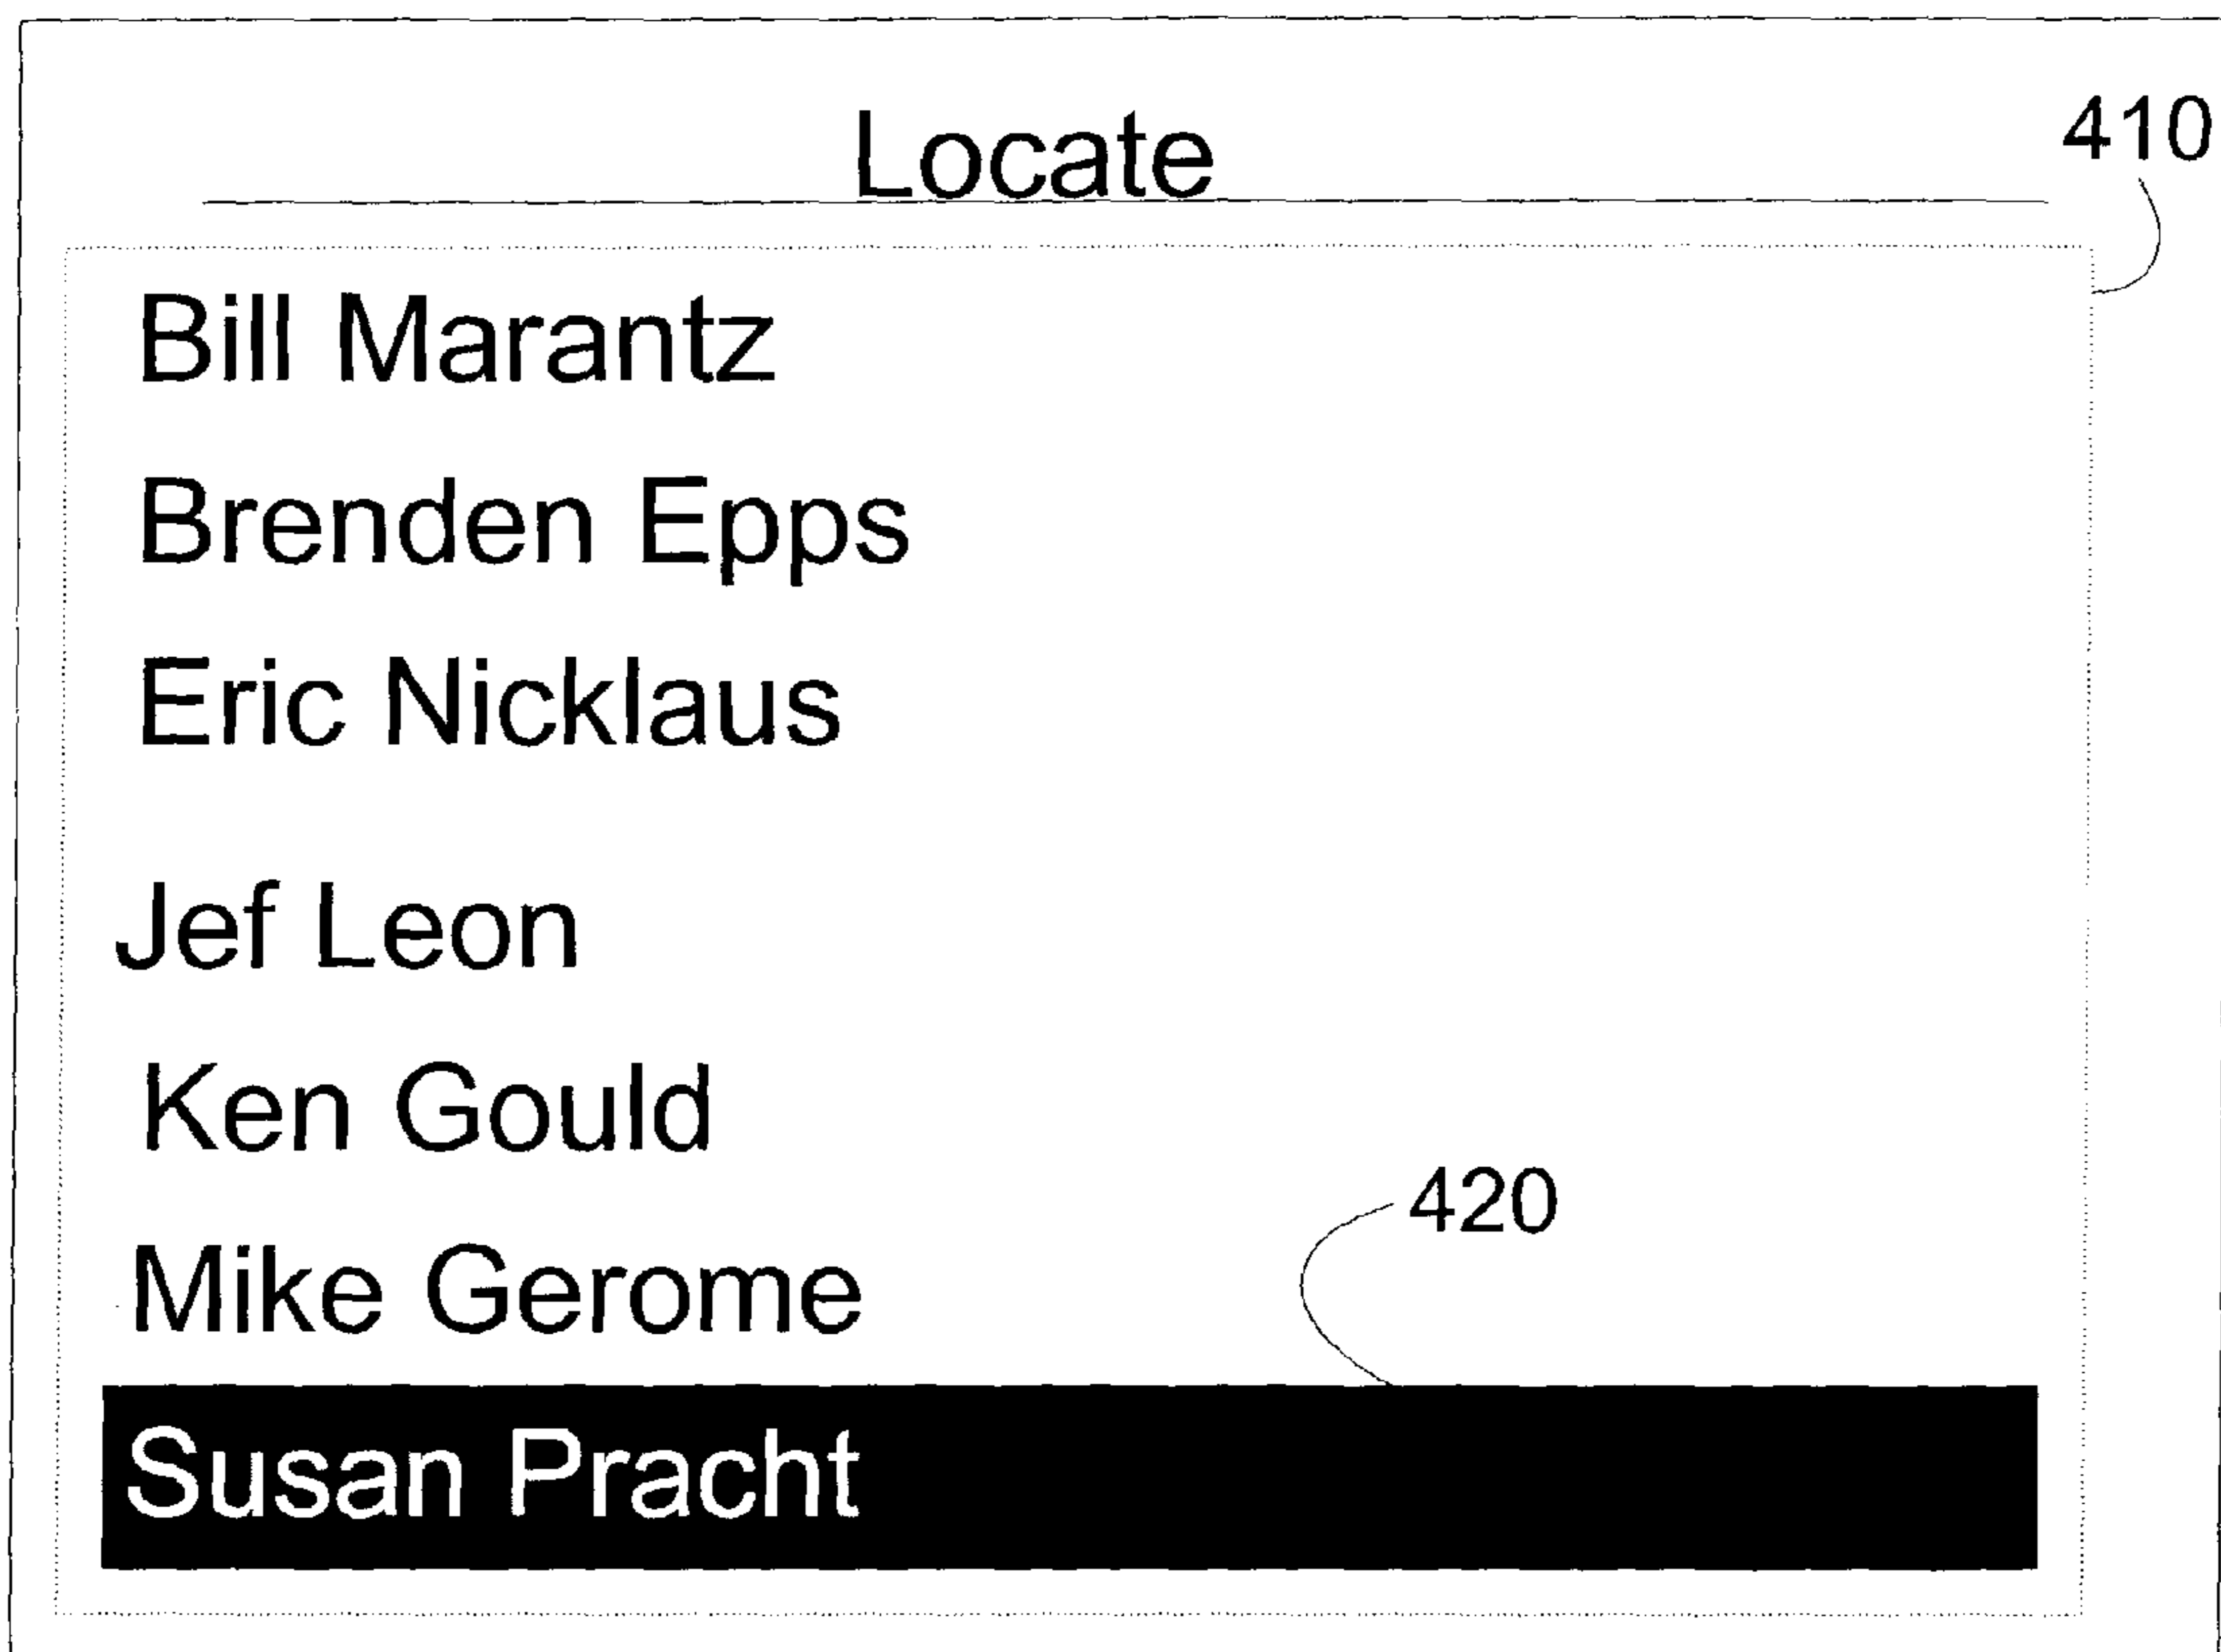 Locate
410
Bill Marantz
Brenden Epps
Eric Nicklaus
Jef Leon
Ken Gould
420
Mike Gerome
Susan Pracht